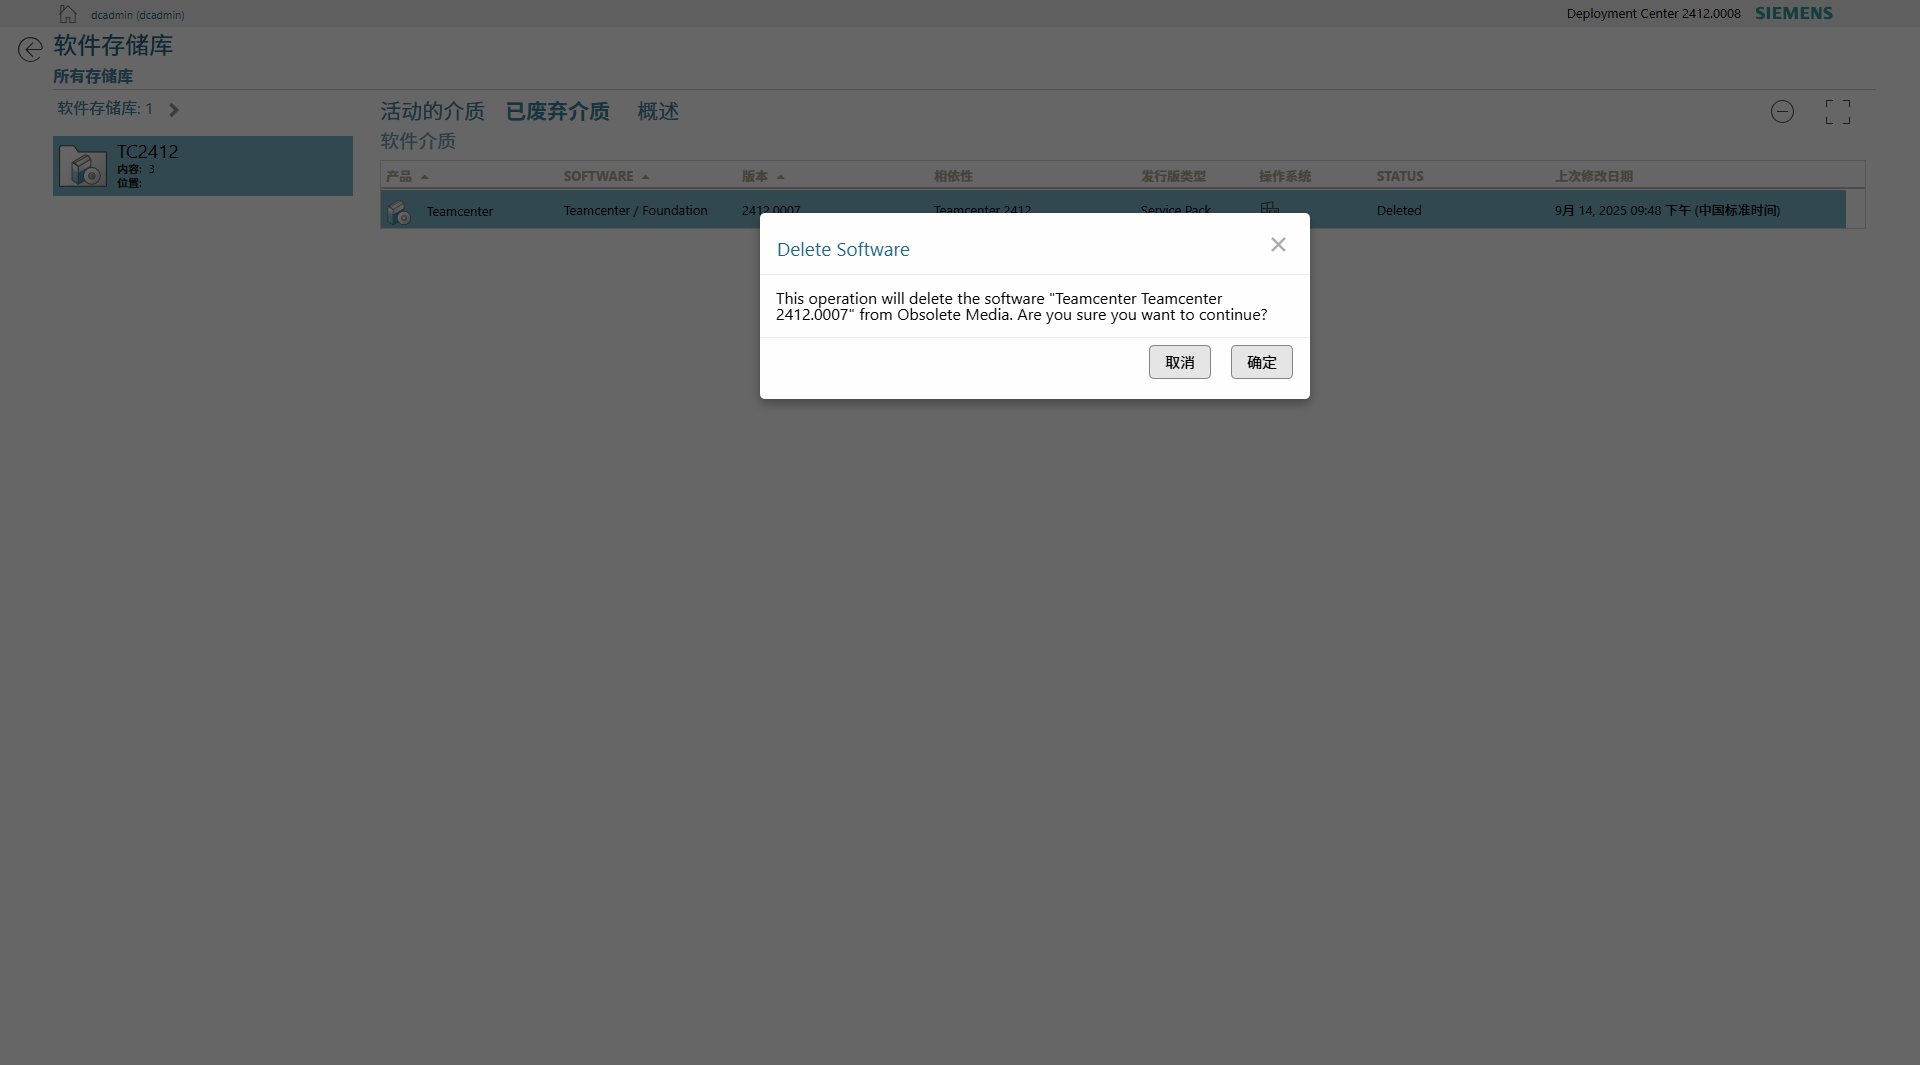 dcadmin (dcadmin)
Deployment Center 2412.0008 SIEMENS
软件存储库
所有存储库
软件存储库: 1
TC2412
内容: 3
位置:
活动的介质 已废弃介质 概述
软件介质
产品 SOFTWARE 版本 相依性 发行版类型 操作系统 STATUS 上次修改日期
Teamcenter Teamcenter / Foundation 2412.0007 Teamcenter 2412 Service Pack Deleted 9月 14, 2025 09:48 下午 (中国标准时间)
Delete Software
This operation will delete the software "Teamcenter Teamcenter
2412.0007" from Obsolete Media. Are you sure you want to continue?
取消 确定